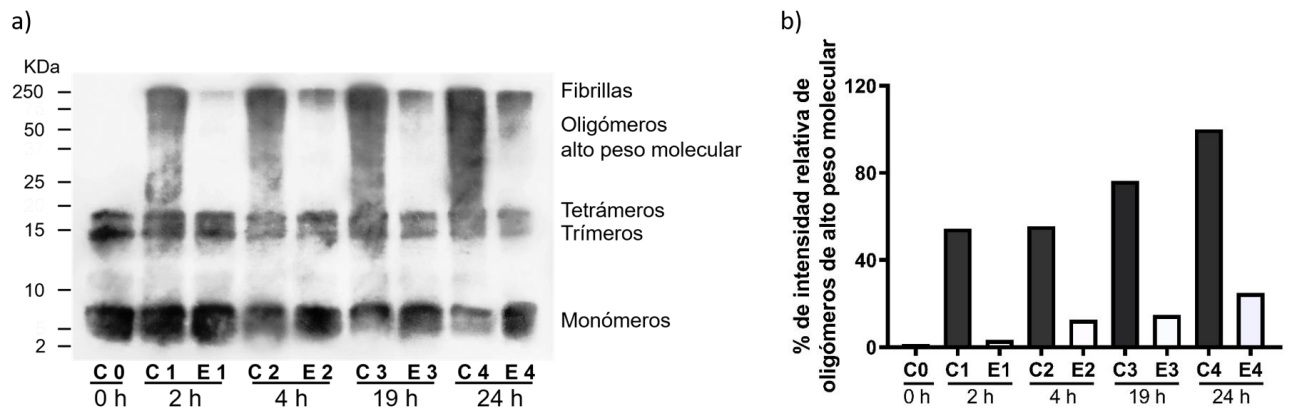 a)
KDa
250
50
25
15
10
2
Fibrillas
Oligómeros
alto peso molecular
Tetrámeros
Trímeros
Monómeros
C 0 C 1 E 1 C 2 E 2 C 3 E 3 C 4 E 4
0 h 2 h 4 h 19 h 24 h
b)
% de intensidad relativa de
oligómeros de alto peso molecular
120
80
40
0
C0 C1 E1 C2 E2 C3 E3 C4 E4
0 h 2 h 4 h 19 h 24 h